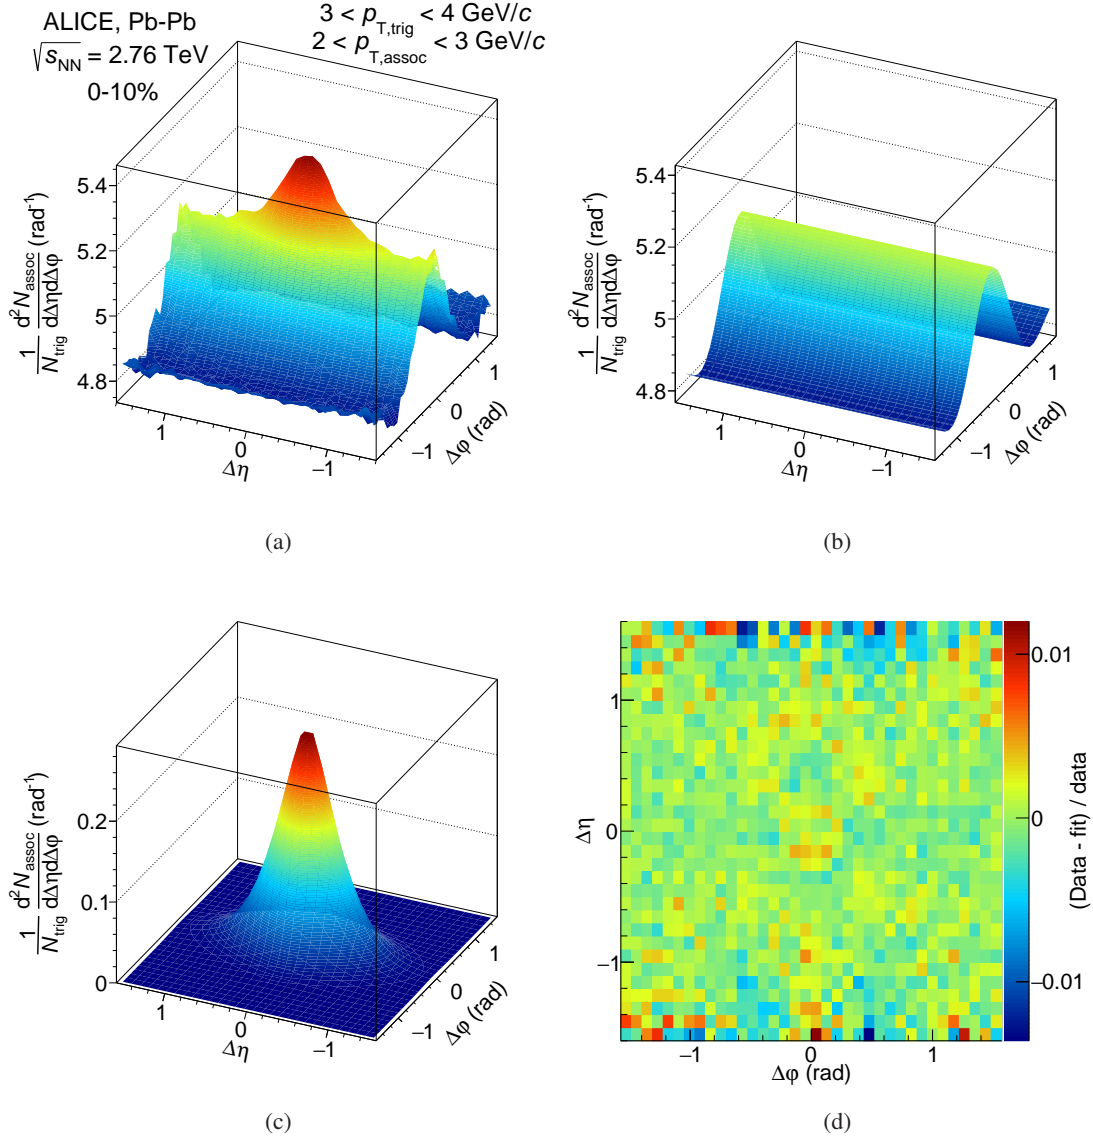 ALICE, Pb-Pb
√sNN = 2.76 TeV
0-10%
3 < pT,trig < 4 GeV/c
2 < pT,assoc < 3 GeV/c
1/Ntrig d²Nassoc/dΔηdΔφ (rad⁻¹)
5.4
5.2
5
4.8
1
0
−1
Δη
−1
0
1
Δφ (rad)
(a)
1/Ntrig d²Nassoc/dΔηdΔφ (rad⁻¹)
5.4
5.2
5
4.8
1
0
−1
Δη
−1
0
1
Δφ (rad)
(b)
1/Ntrig d²Nassoc/dΔηdΔφ (rad⁻¹)
0.2
0.1
0
1
0
−1
Δη
−1
0
1
Δφ (rad)
(c)
Δη
1
0
−1
−1
0
1
Δφ (rad)
0.01
0
−0.01
(Data - fit) / data
(d)